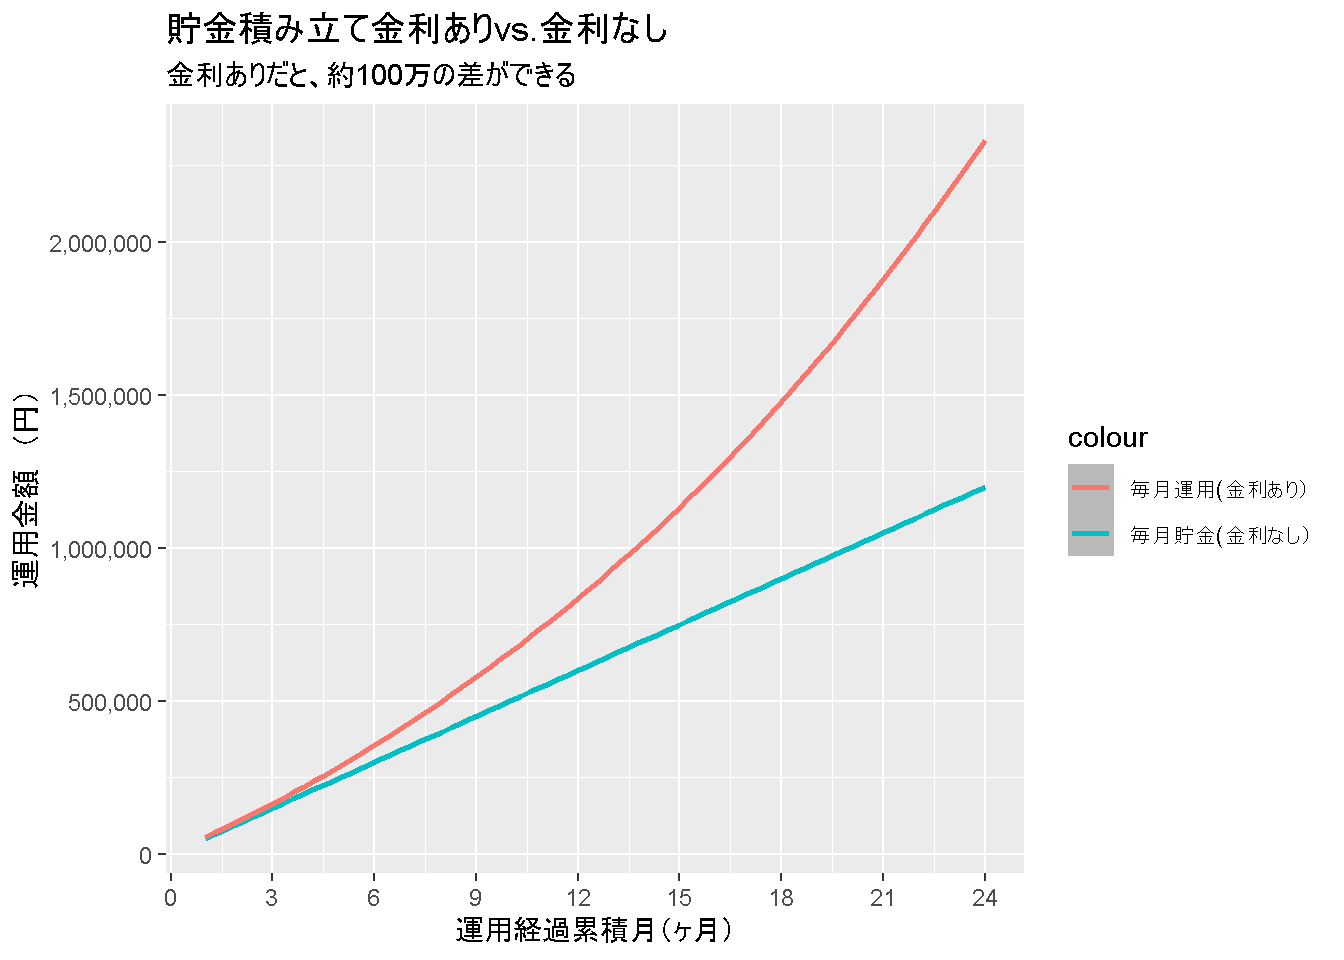 貯金積み立て金利ありvs.金利なし
金利ありだと、約100万の差ができる
運用金額（円）
2,000,000
1,500,000
1,000,000
500,000
0
0 3 6 9 12 15 18 21 24
運用経過累積月（ヶ月）
colour
毎月運用(金利あり）
毎月貯金(金利なし）